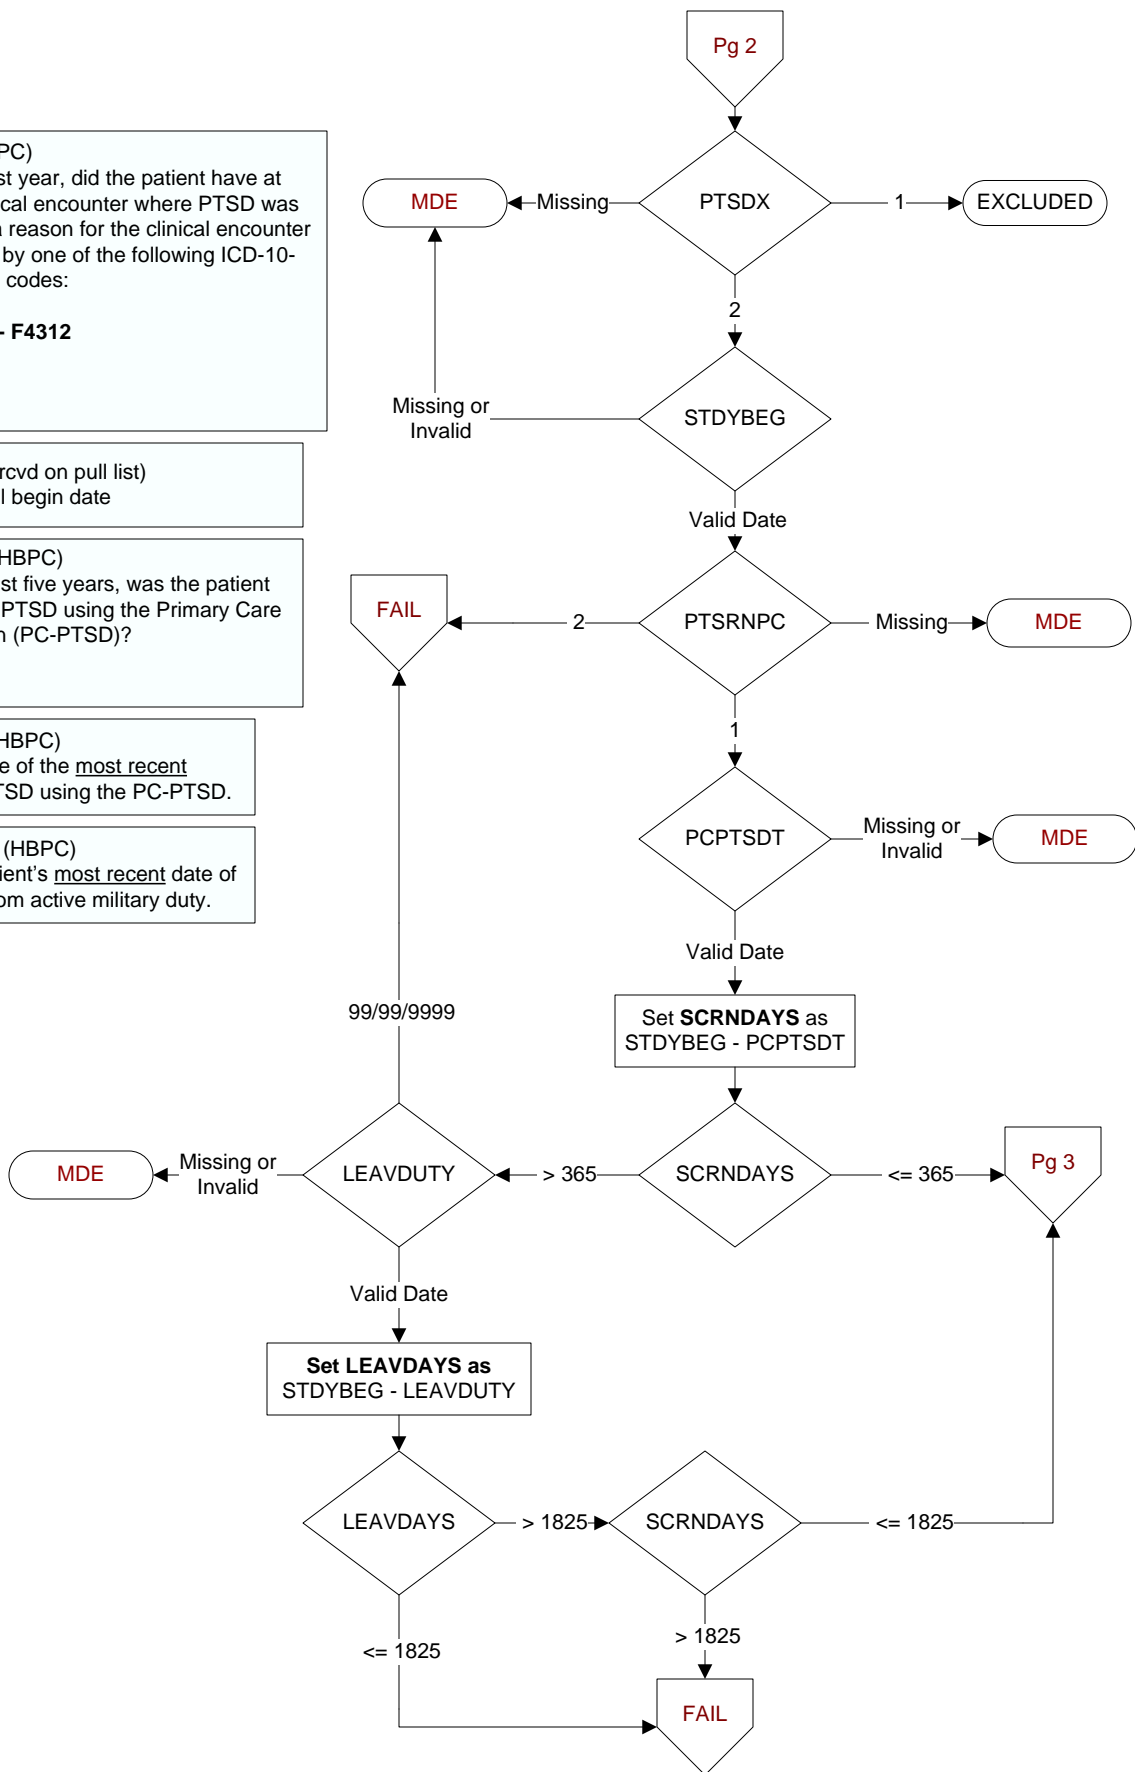 Pg 2
PTSDX
Missing
MDE
1
EXCLUDED
2
STDYBEG
Missing or
Invalid
Valid Date
PTSRNPC
2
FAIL
Missing
MDE
1
PCPTSDT
Missing or
Invalid
MDE
Valid Date
Set SCRNDAYS as
STDYBEG - PCPTSDT
SCRNDAYS
<= 365
Pg 3
> 365
LEAVDUTY
99/99/9999
Missing or
Invalid
MDE
Valid Date
Set LEAVDAYS as
STDYBEG - LEAVDUTY
LEAVDAYS
> 1825
SCRNDAYS
<= 1825
<= 1825
> 1825
FAIL
PC)
st year, did the patient have at
cal encounter where PTSD was
a reason for the clinical encounter
by one of the following ICD-10-
codes:
- F4312
rcvd on pull list)
l begin date
HBPC)
st five years, was the patient
PTSD using the Primary Care
n (PC-PTSD)?
HBPC)
e of the most recent
TSD using the PC-PTSD.
(HBPC)
ient's most recent date of
om active military duty.